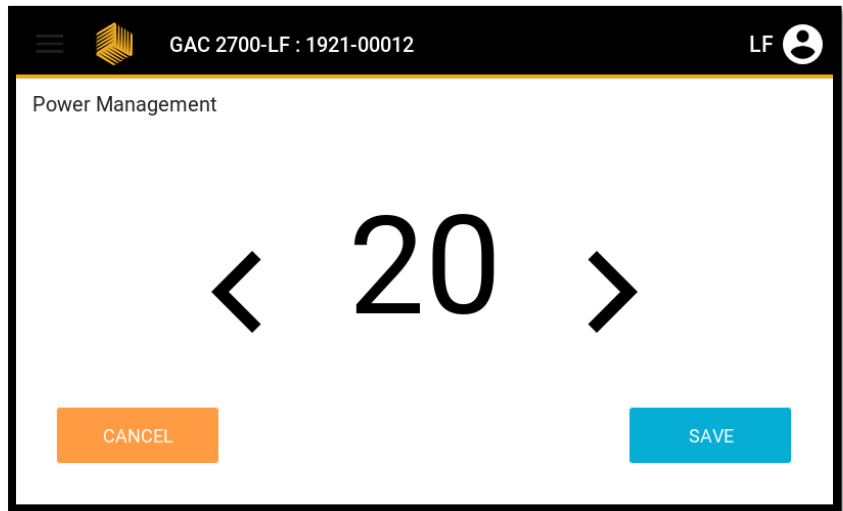 GAC 2700-LF : 1921-00012
LF
Power Management
20
CANCEL
SAVE